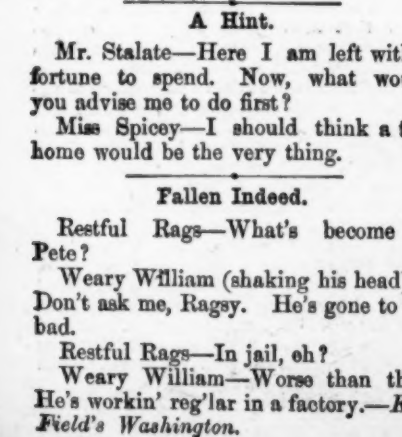 A Hint.
Mr. Stalate—Here I am left
fortune to spend. Now, what
you advise me to do first?
Miss Spicey—I should think a
home would be the very thing.
Fallen Indeed.
Restful Rags—What's become
Pete?
Weary William (shaking his head
Don't ask me, Ragsy. He's gone to
bad.
Restful Rags—In jail, eh?
Weary William—Worse than
He's workin' reg'lar in a factory.—
Field's Washington.